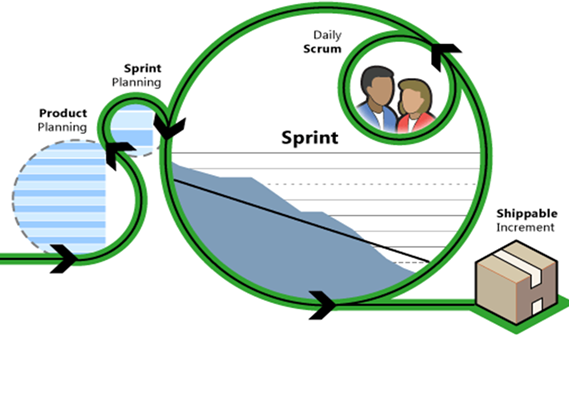 Daily
Scrum
Sprint
Planning
Product
Planning
Sprint
Shippable
Increment